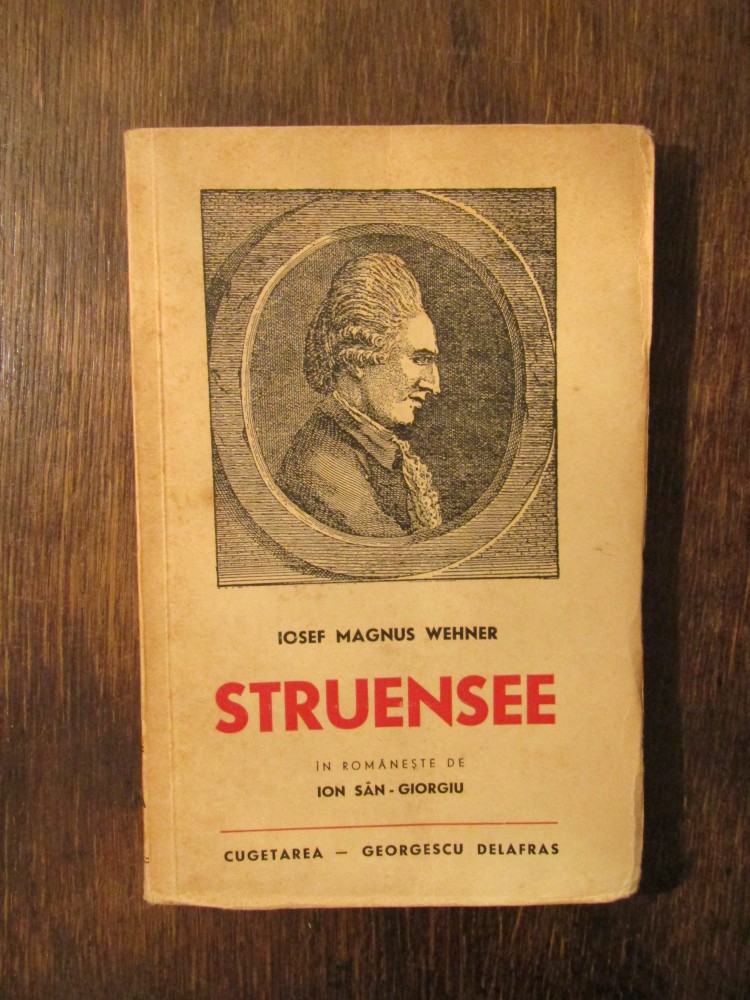 IOSEF MAGNUS WEHNER
STRUENSEE
ÎN ROMÂNEȘTE DE
ION SÂN-GIORGIU
CUGETAREA — GEORGESCU DELAFRAS